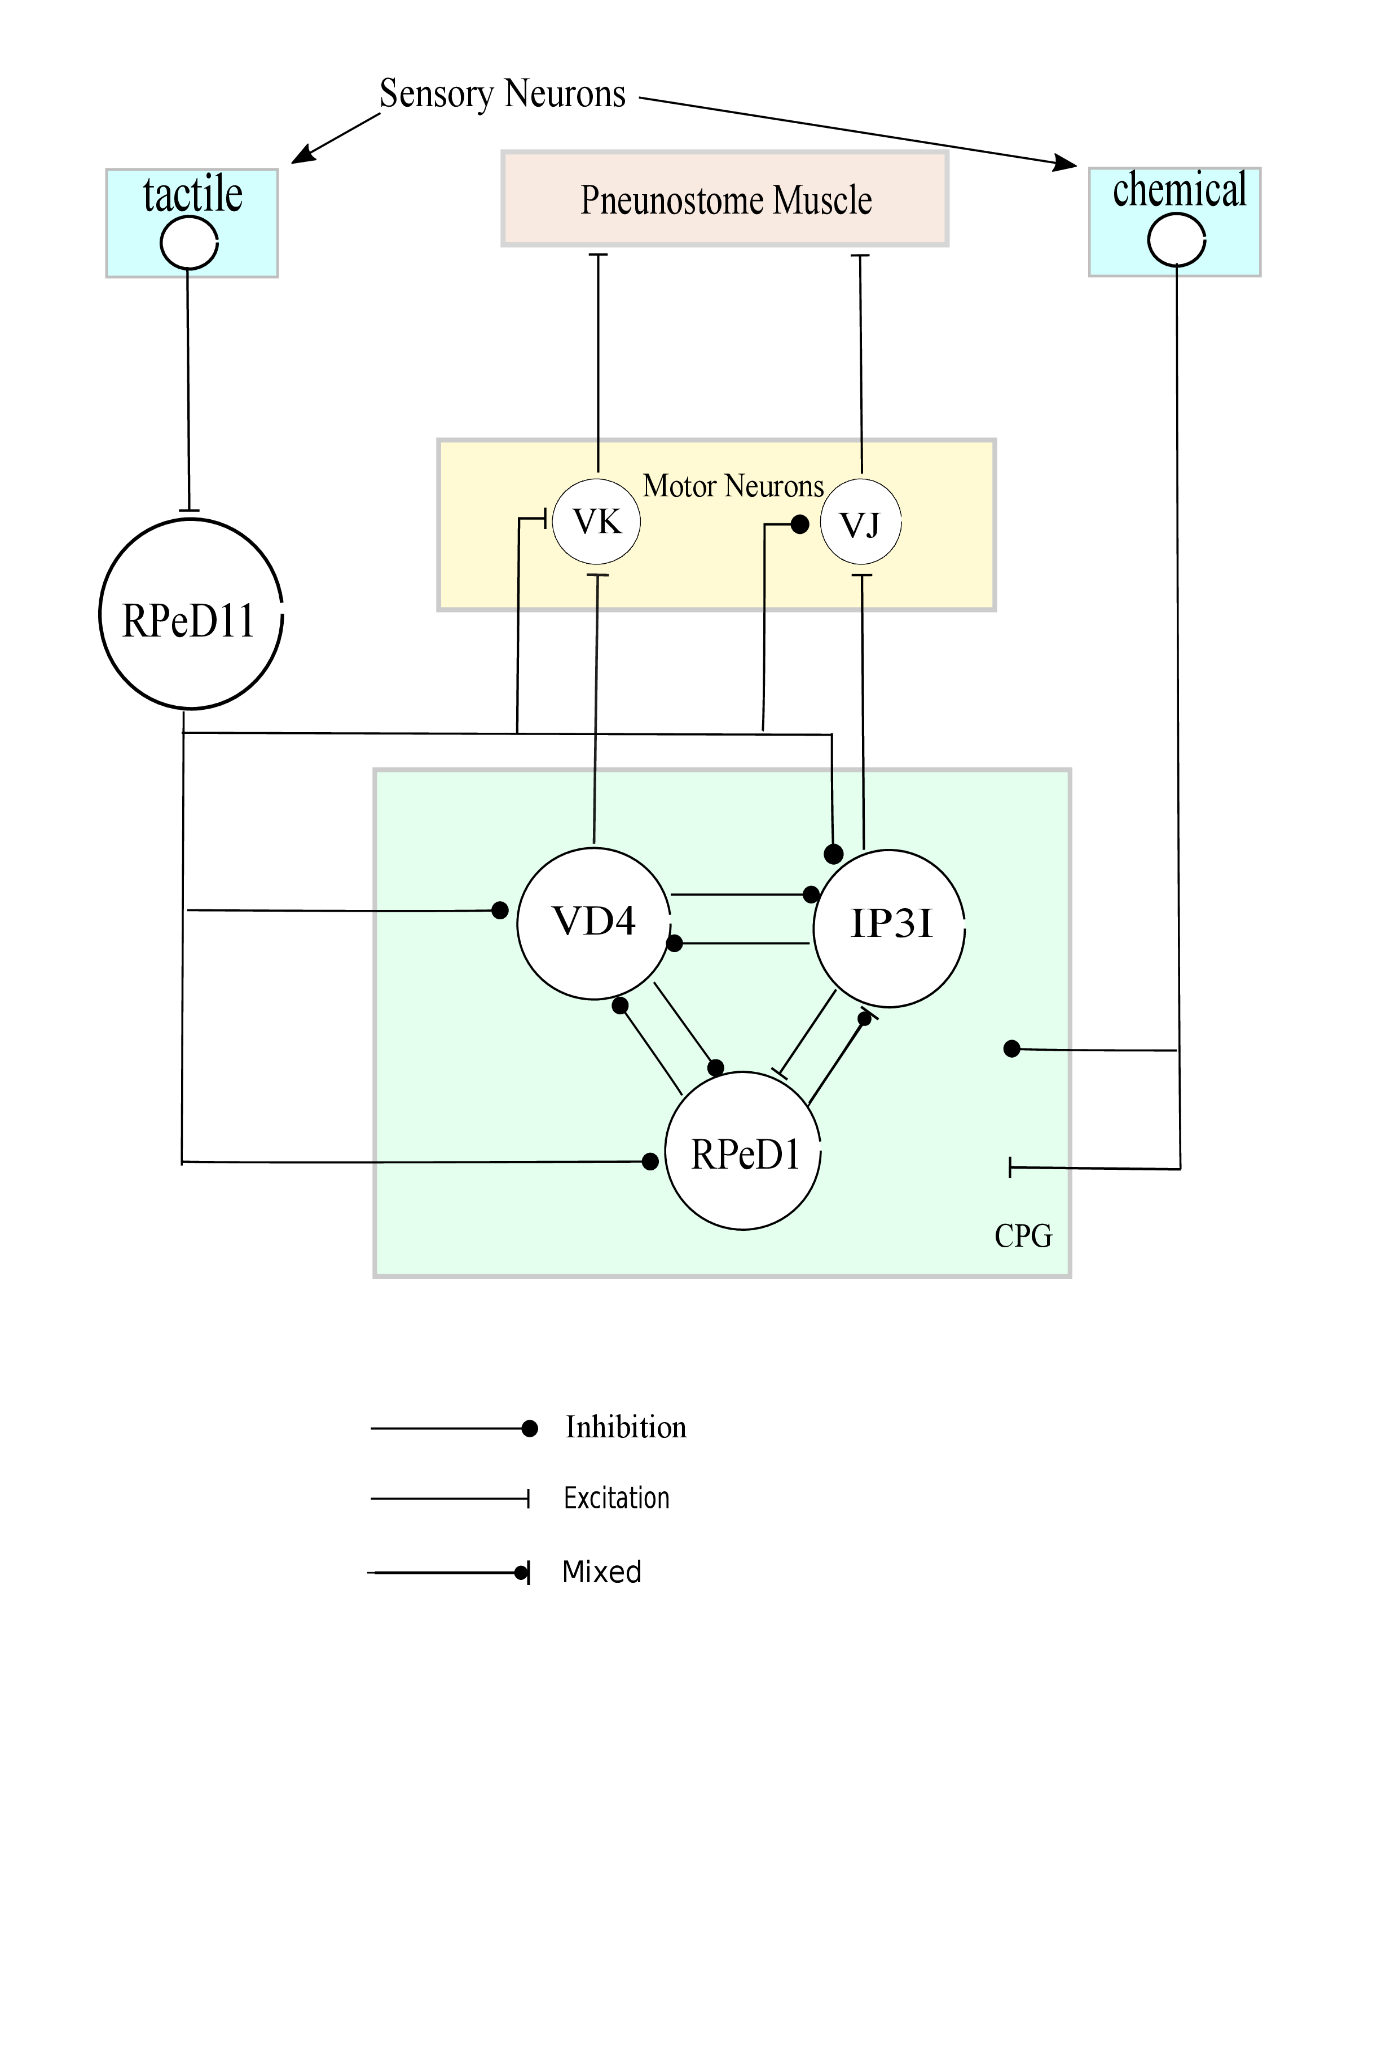 Sensory Neurons
tactile
Pneunostome Muscle
chemical
Motor Neurons
VK
VJ
RPeD11
VD4
IP3I
RPeD1
CPG
Inhibition
Excitation
Mixed